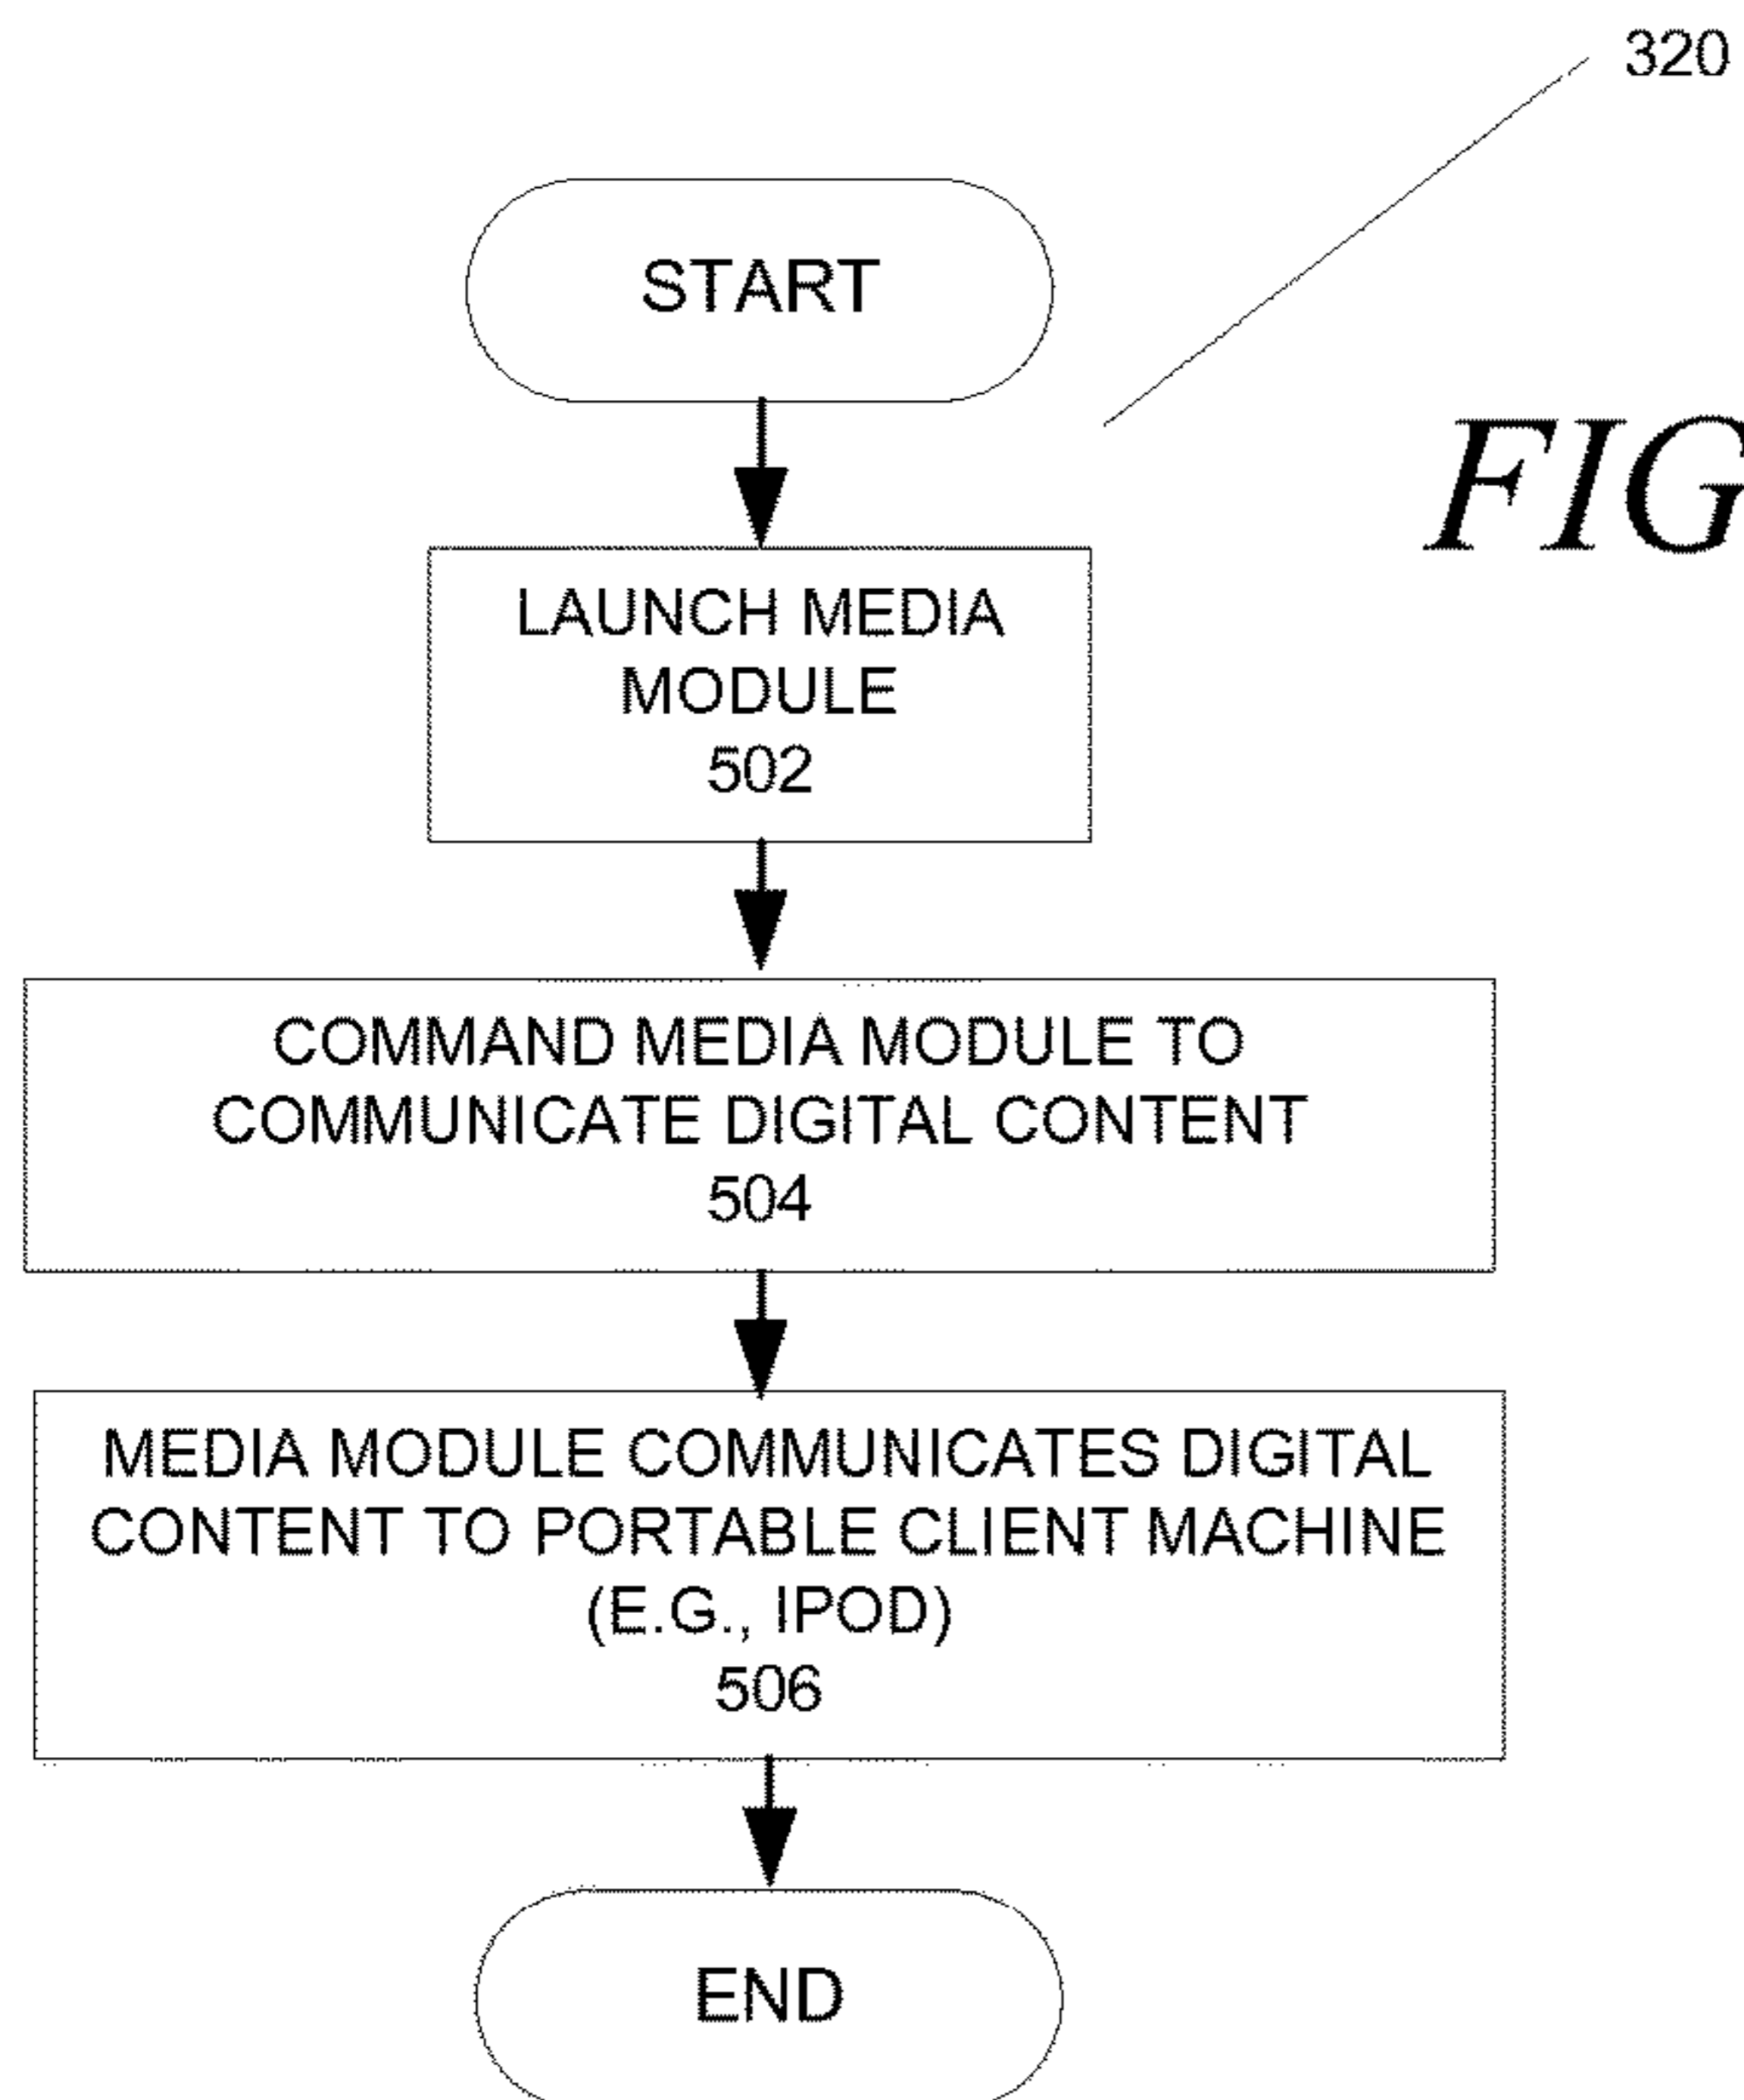 320
START
FIG
LAUNCH MEDIA
MODULE
502
COMMAND MEDIA MODULE TO
COMMUNICATE DIGITAL CONTENT
504
MEDIA MODULE COMMUNICATES DIGITAL
CONTENT TO PORTABLE CLIENT MACHINE
(E.G., IPOD)
506
END